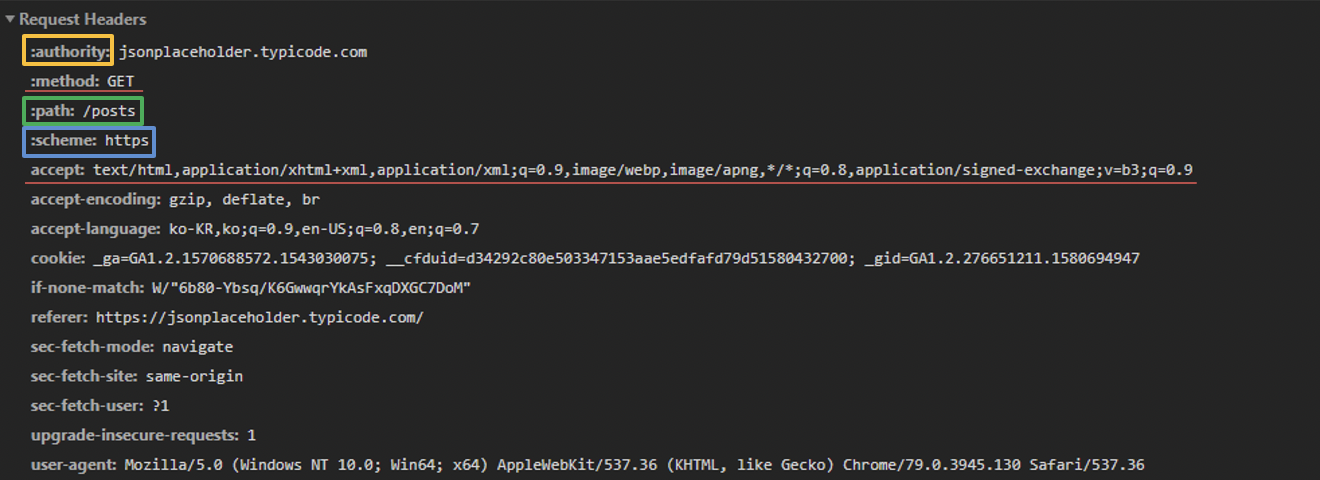 Request Headers
:authority: jsonplaceholder.typicode.com
:method: GET
:path: /posts
:scheme: https
accept: text/html,application/xhtml+xml,application/xml;q=0.9,image/webp,image/apng,*/*;q=0.8,application/signed-exchange;v=b3;q=0.9
accept-encoding: gzip, deflate, br
accept-language: ko-KR,ko;q=0.9,en-US;q=0.8,en;q=0.7
cookie: _ga=GA1.2.1570688572.1543030075; __cfduid=d34292c80e503347153aae5edfafd79d51580432700; _gid=GA1.2.276651211.1580694947
if-none-match: W/"6b80-Ybsq/K6GwwqrYkAsFxqDXGC7DoM"
referer: https://jsonplaceholder.typicode.com/
sec-fetch-mode: navigate
sec-fetch-site: same-origin
sec-fetch-user: ?1
upgrade-insecure-requests: 1
user-agent: Mozilla/5.0 (Windows NT 10.0; Win64; x64) AppleWebKit/537.36 (KHTML, like Gecko) Chrome/79.0.3945.130 Safari/537.36